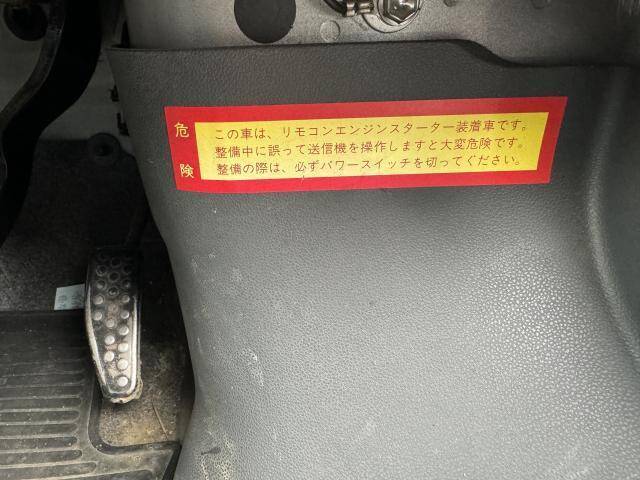 危険
この車は、リモコンエンジンスターター装着車です。
整備中に誤って送信機を操作しますと大変危険です。
整備の際は、必ずパワースイッチを切ってください。